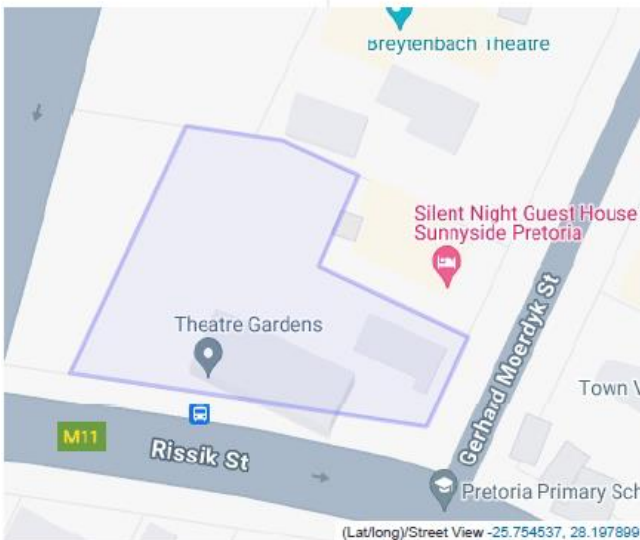 Breytenbach Theatre
Silent Night Guest House
Sunnyside Pretoria
Theatre Gardens
Gerhard Moerdyk St
Town V
M11
Rissik St
Pretoria Primary Sch
(Lat/long)/Street View -25.754537, 28.197899